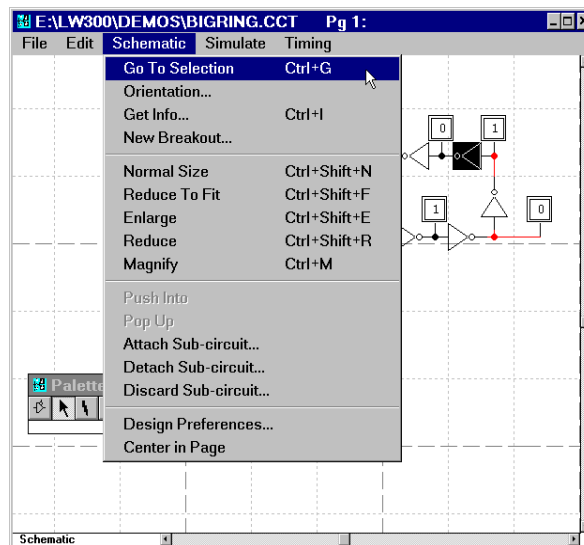 E:\LW300\DEMOS\BIGRING.CCT Pg 1:
File Edit Schematic Simulate Timing
Go To Selection Ctrl+G
Orientation...
Get Info... Ctrl+I
New Breakout...
Normal Size Ctrl+Shift+N
Reduce To Fit Ctrl+Shift+F
Enlarge Ctrl+Shift+E
Reduce Ctrl+Shift+R
Magnify Ctrl+M
Push Into
Pop Up
Attach Sub-circuit...
Detach Sub-circuit...
Discard Sub-circuit...
Design Preferences...
Center in Page
0 1
1 0
Palette
Schematic